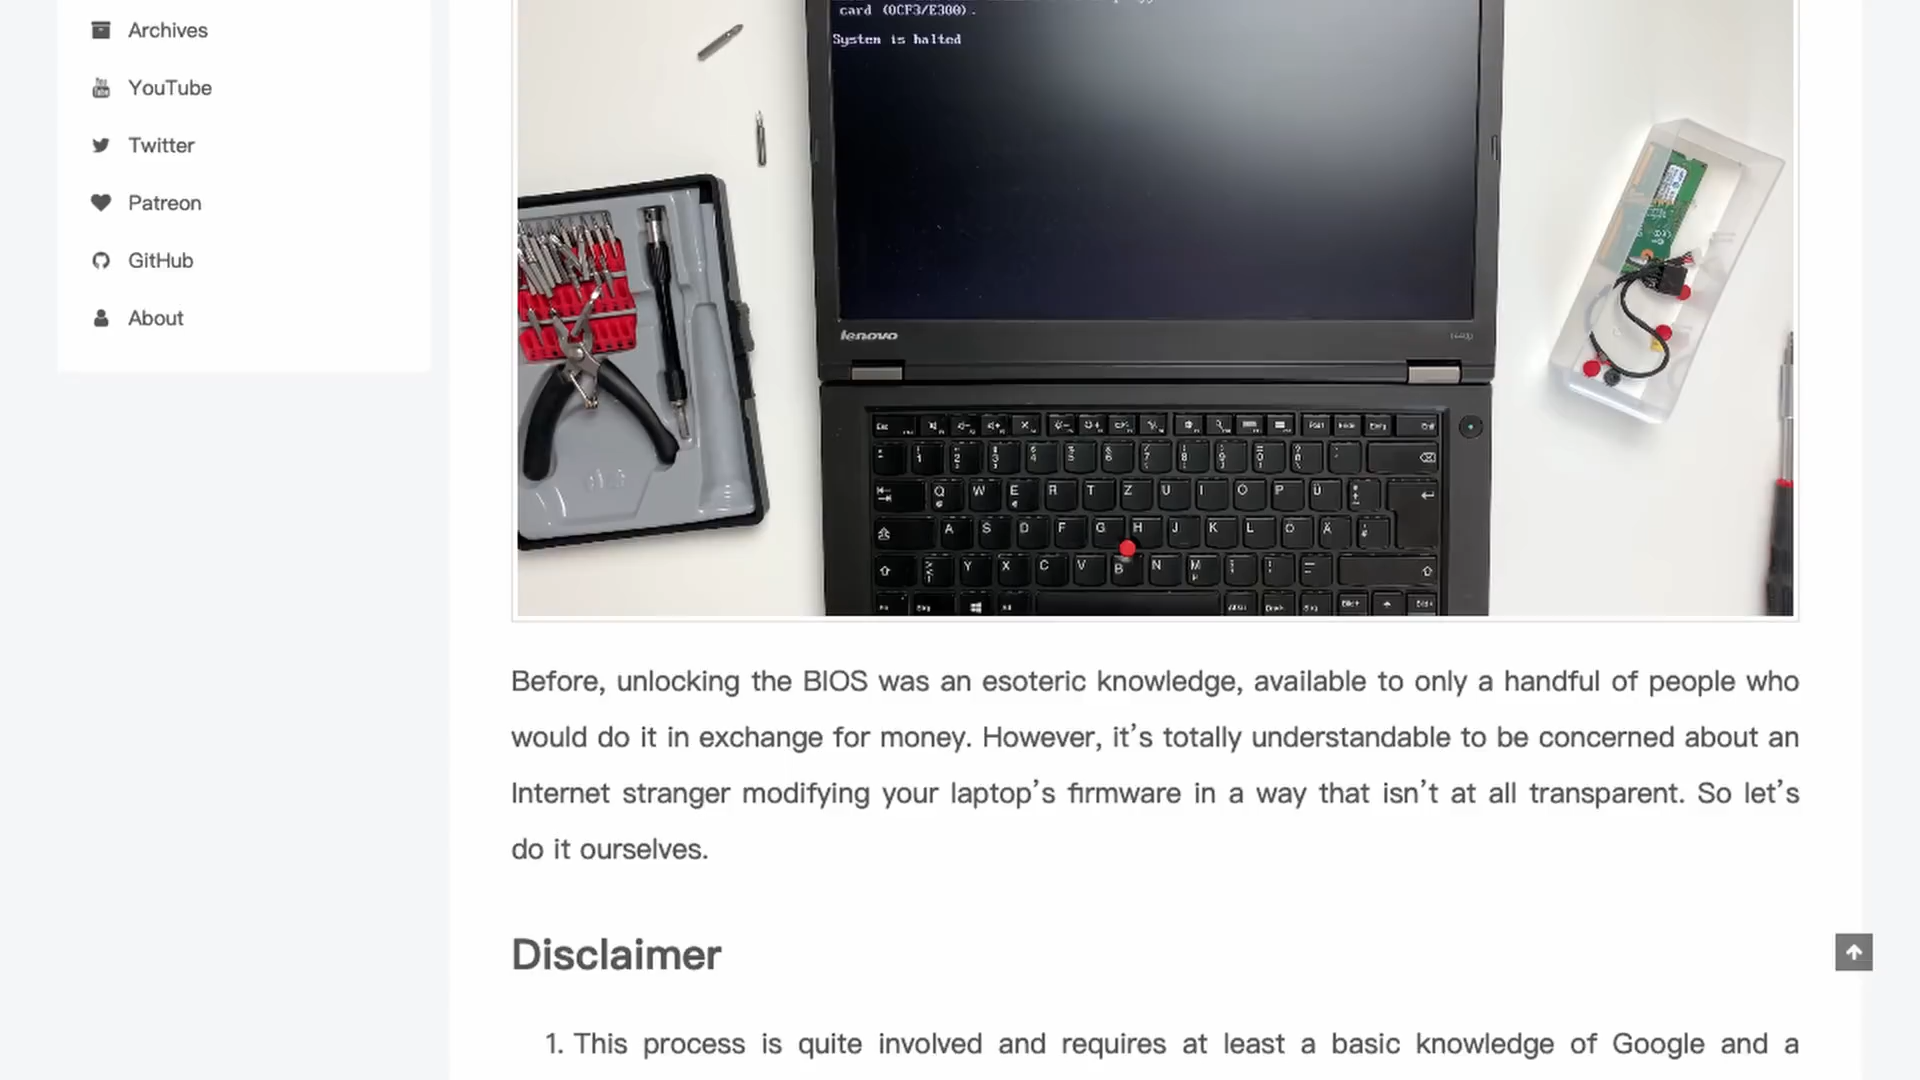 Archives
YouTube
Twitter
Patreon
GitHub
About
card (0CF3/E300).
System is halted
lenovo
Q W E R T Z U I O P Ü
A S D F G H J K L Ö Ä
Y X C V B N M
Before, unlocking the BIOS was an esoteric knowledge, available to only a handful of people who
would do it in exchange for money. However, it’s totally understandable to be concerned about an
Internet stranger modifying your laptop’s firmware in a way that isn’t at all transparent. So let’s
do it ourselves.
Disclaimer
1. This process is quite involved and requires at least a basic knowledge of Google and a